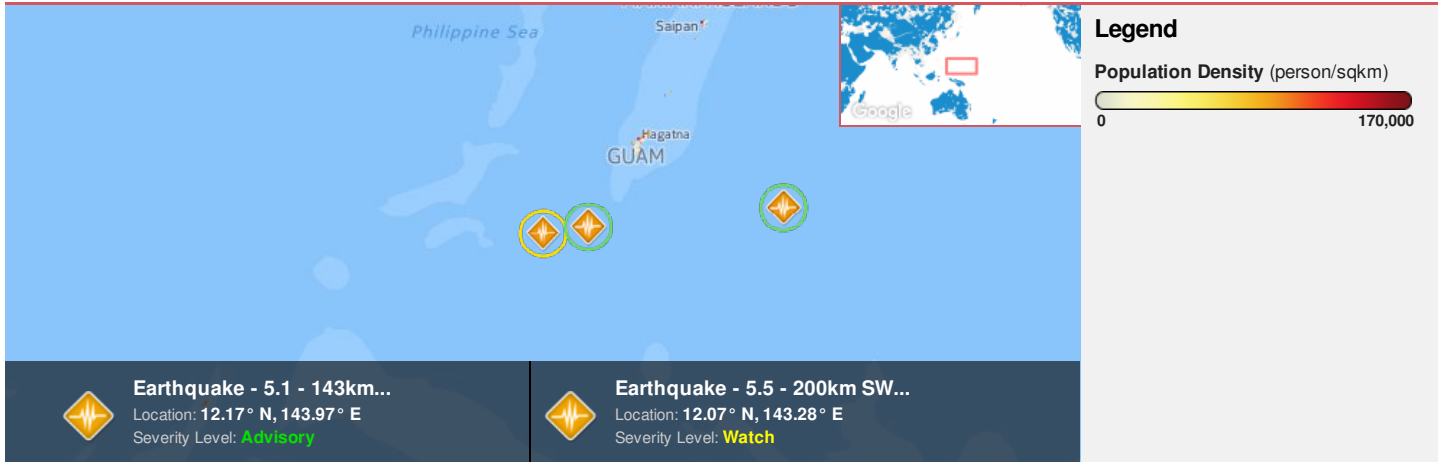 Philippine Sea
Saipan
Hagatna
GUAM
Google
Legend
Population Density (person/sqkm)
0
170,000
Earthquake - 5.1 - 143km...
Location: 12.17° N, 143.97° E
Severity Level: Advisory
Earthquake - 5.5 - 200km SW...
Location: 12.07° N, 143.28° E
Severity Level: Watch